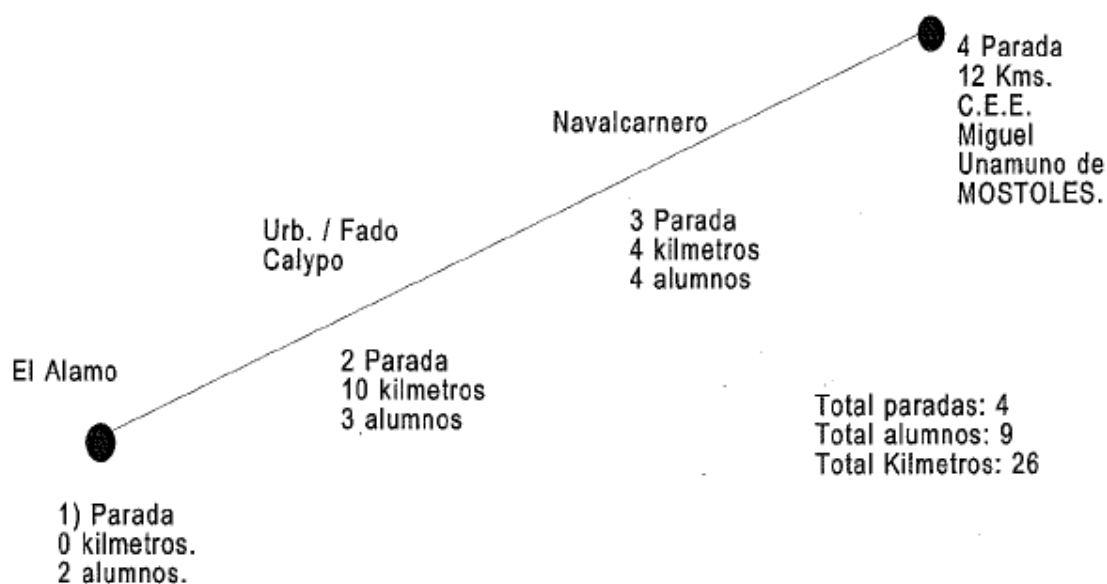 4 Parada
12 Kms.
C.E.E.
Miguel
Unamuno de
MOSTOLES.
Navalcarnero
3 Parada
4 kilmetros
4 alumnos
Urb. / Fado
Calypo
2 Parada
10 kilmetros
3 alumnos
El Alamo
1) Parada
0 kilmetros.
2 alumnos.
Total paradas: 4
Total alumnos: 9
Total Kilmetros: 26